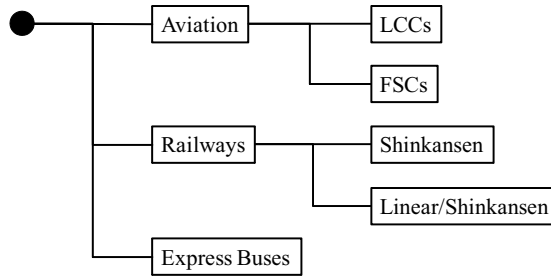 Aviation
LCCs
FSCs
Railways
Shinkansen
Linear/Shinkansen
Express Buses